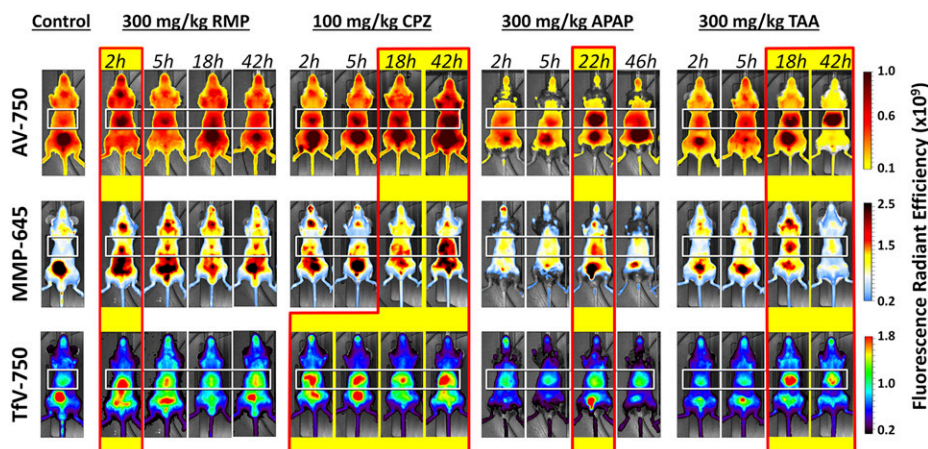 Control 300 mg/kg RMP 100 mg/kg CPZ 300 mg/kg APAP 300 mg/kg TAA
2h 5h 18h 42h 2h 5h 18h 42h 2h 5h 22h 46h 2h 5h 18h 42h
AV-750
1.0
0.6
0.1
MMP-645
2.5
1.5
0.2
TfV-750
1.8
1.0
0.2
Fluorescence Radiant Efficiency (x10⁹)